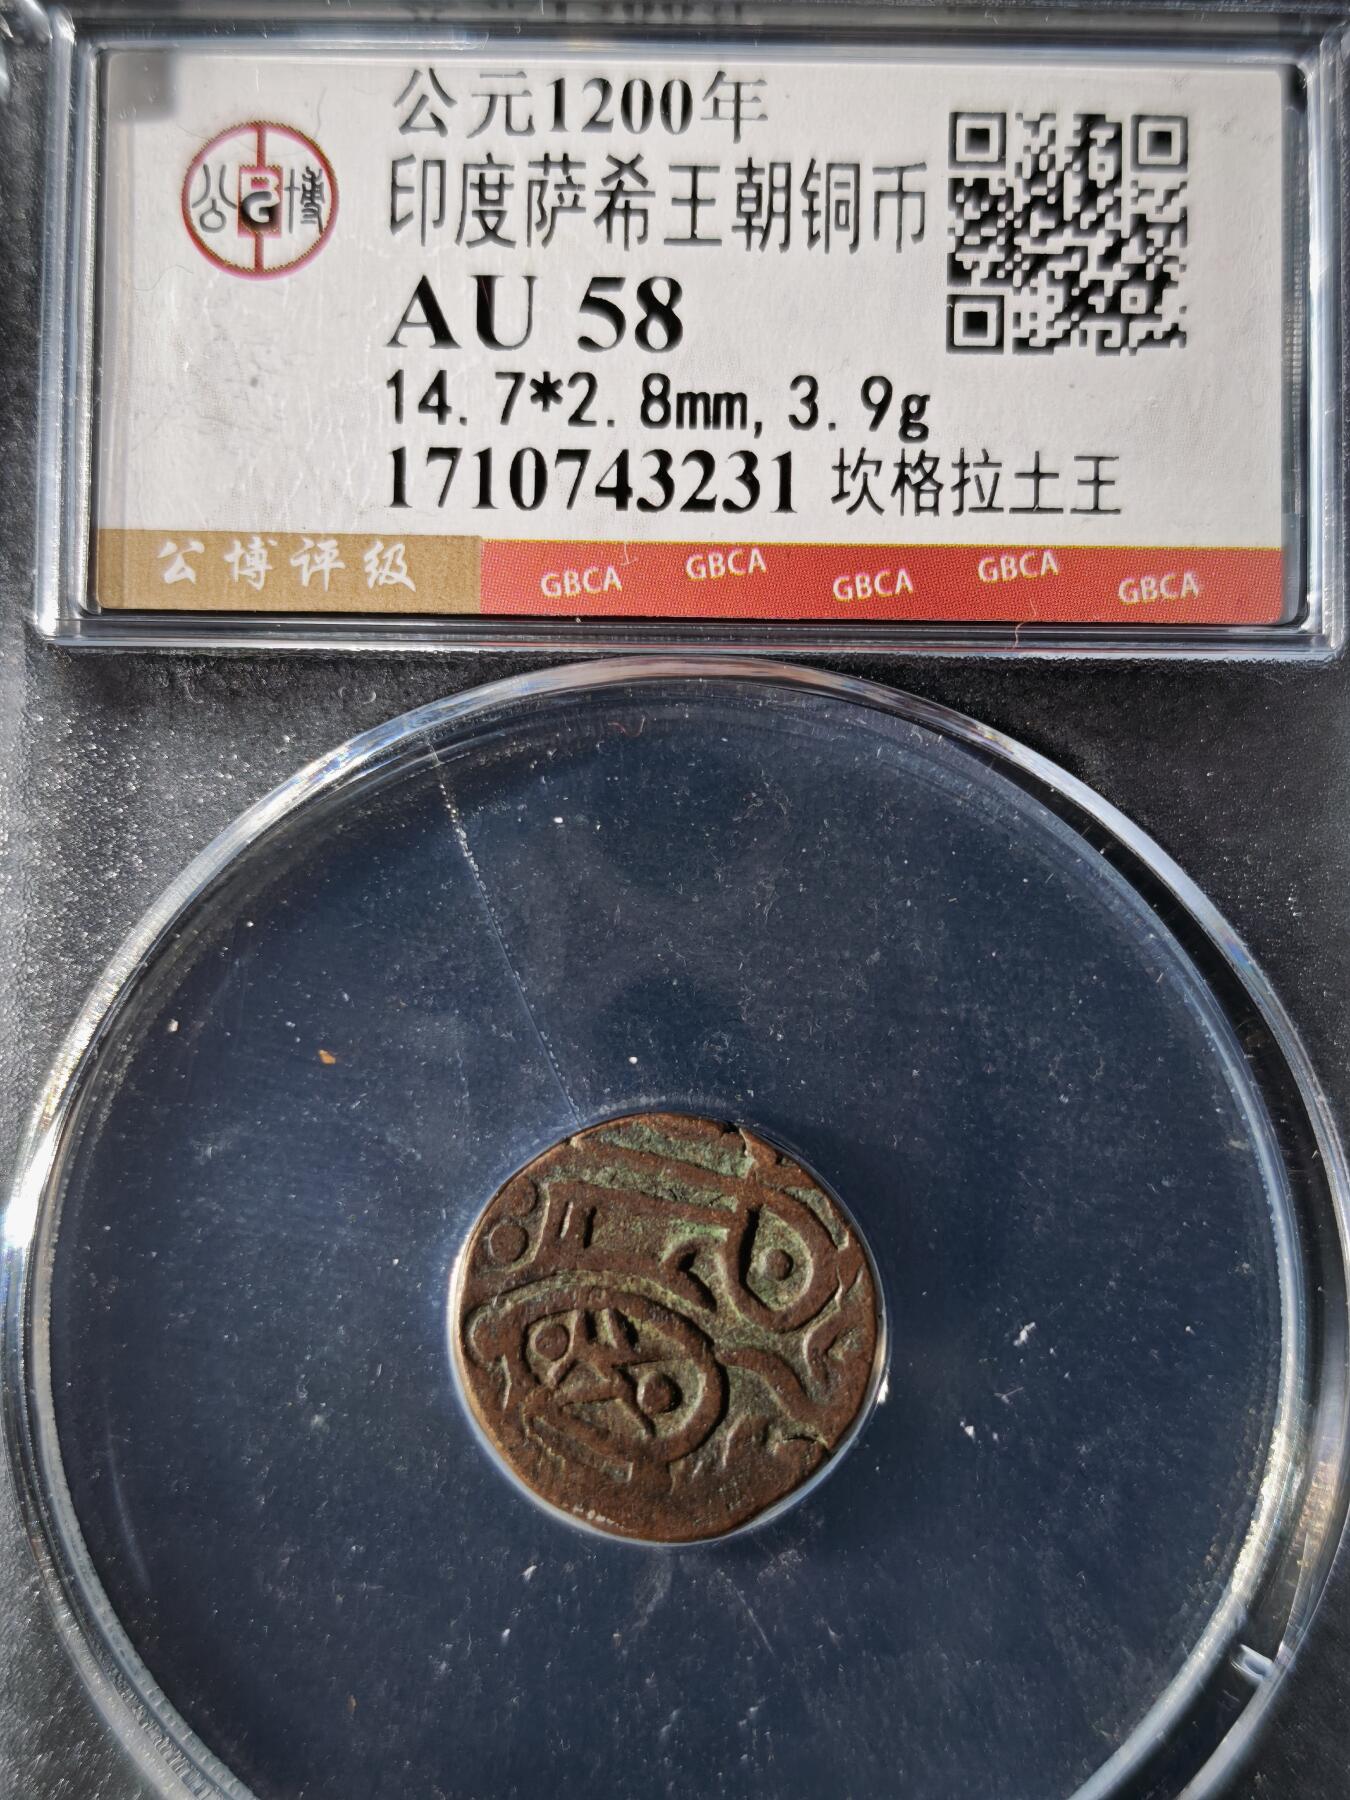 公元1200年
公博
印度萨希王朝铜币
AU 58
14.7*2.8mm,3.9g
1710743231 坎格拉土王
公博评级 GBCA GBCA GBCA GBCA GBCA